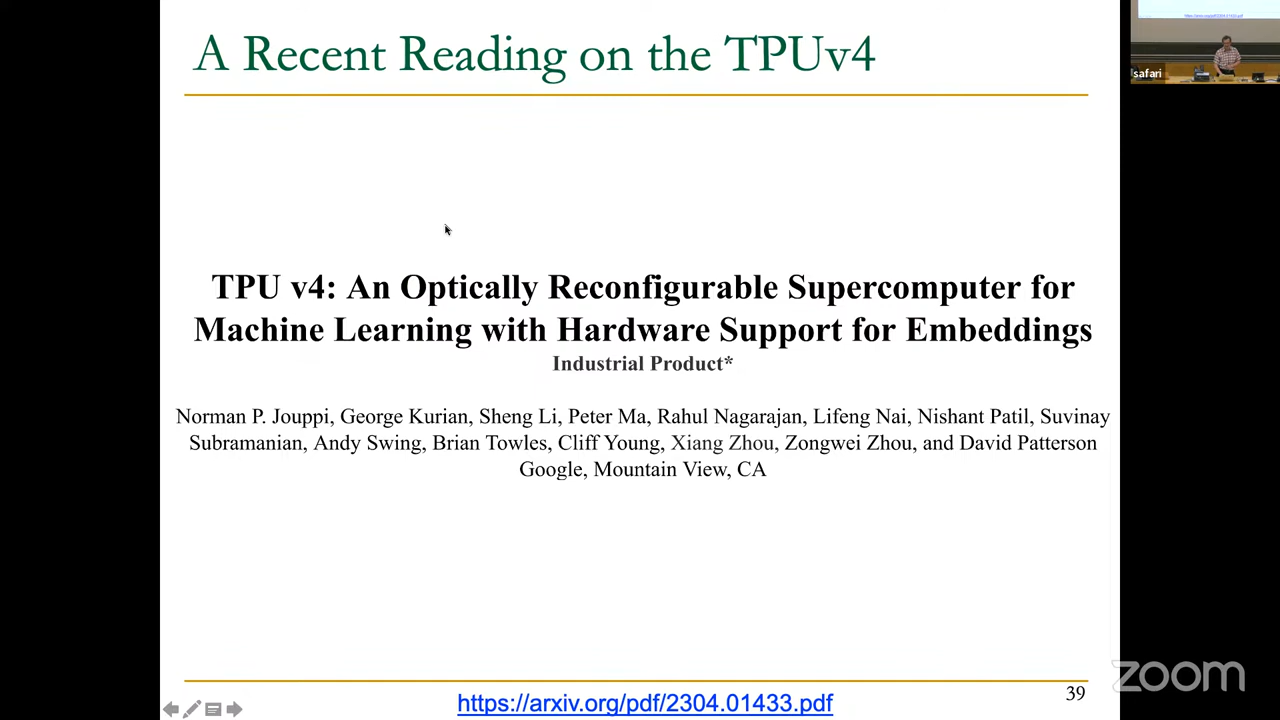 A Recent Reading on the TPUv4
safari
TPU v4: An Optically Reconfigurable Supercomputer for
Machine Learning with Hardware Support for Embeddings
Industrial Product*
Norman P. Jouppi, George Kurian, Sheng Li, Peter Ma, Rahul Nagarajan, Lifeng Nai, Nishant Patil, Suvinay
Subramanian, Andy Swing, Brian Towles, Cliff Young, Xiang Zhou, Zongwei Zhou, and David Patterson
Google, Mountain View, CA
https://arxiv.org/pdf/2304.01433.pdf
39
zoom